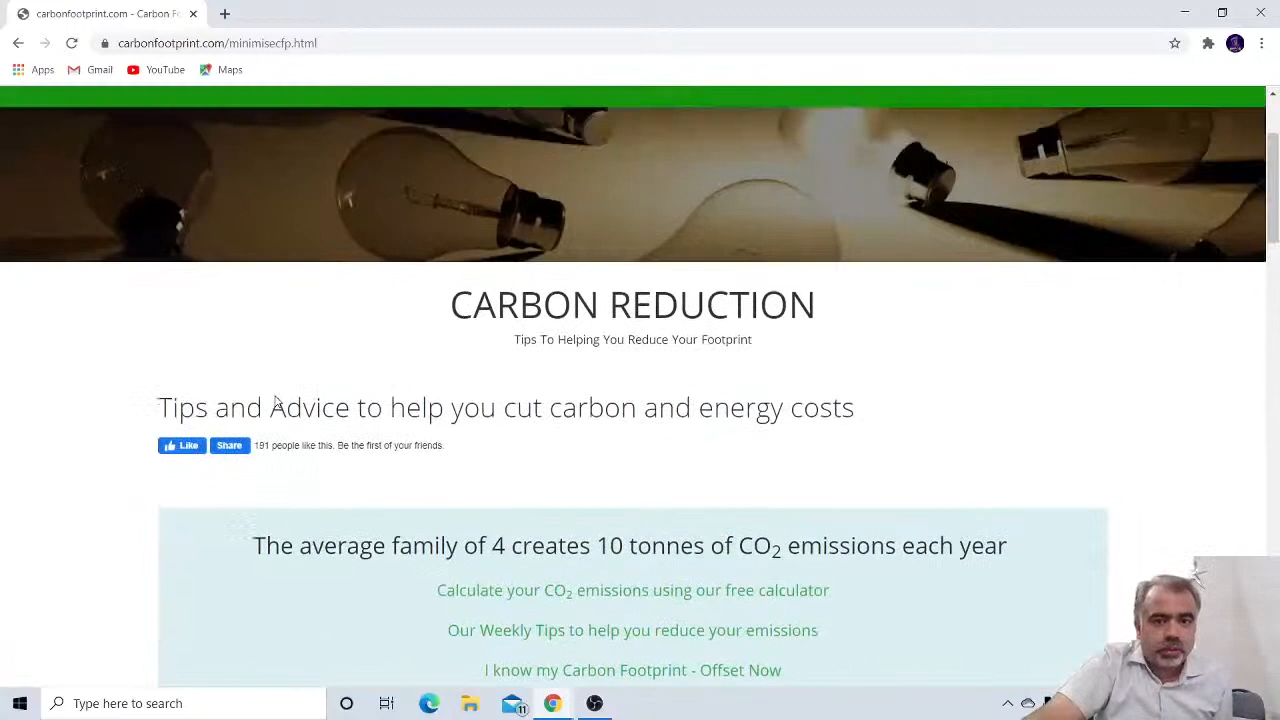 carbonfootprint.com - Carbon Fo
carbonfootprint.com/minimisecfp.html
Apps Gmail YouTube Maps
CARBON REDUCTION
Tips To Helping You Reduce Your Footprint
Tips and Advice to help you cut carbon and energy costs
Like Share 191 people like this. Be the first of your friends.
The average family of 4 creates 10 tonnes of CO₂ emissions each year
Calculate your CO₂ emissions using our free calculator
Our Weekly Tips to help you reduce your emissions
I know my Carbon Footprint - Offset Now
Type here to search
11